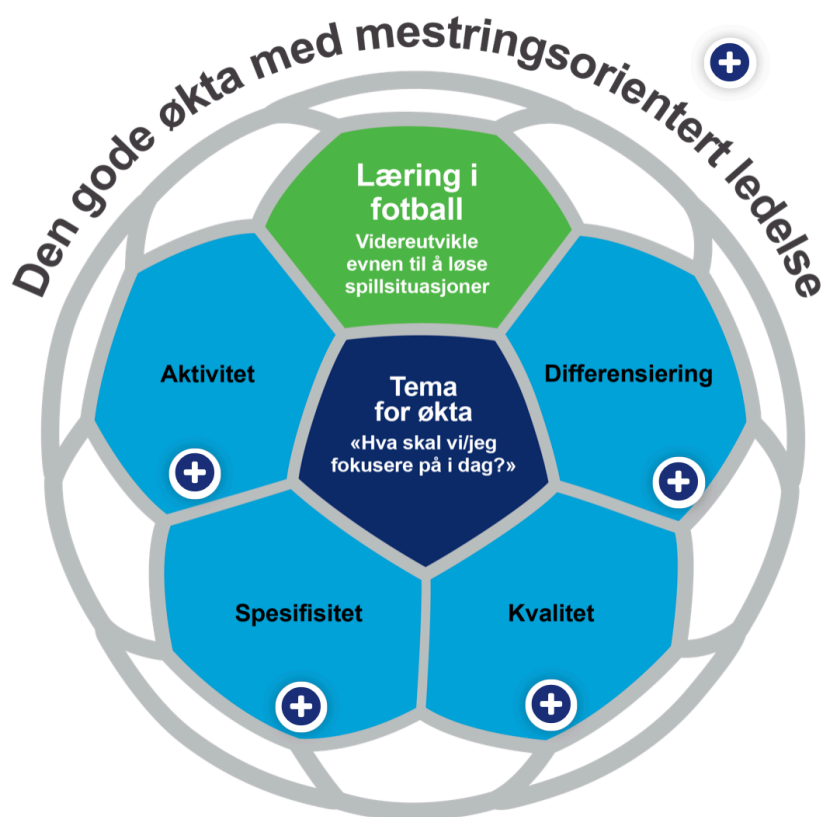 Den gode økta med mestringsorientert ledelse
Læring i
fotball
Videreutvikle
evnen til å løse
spillsituasjoner
Aktivitet
Differensiering
Tema
for økta
«Hva skal vi/jeg
fokusere på i dag?»
Spesifisitet
Kvalitet